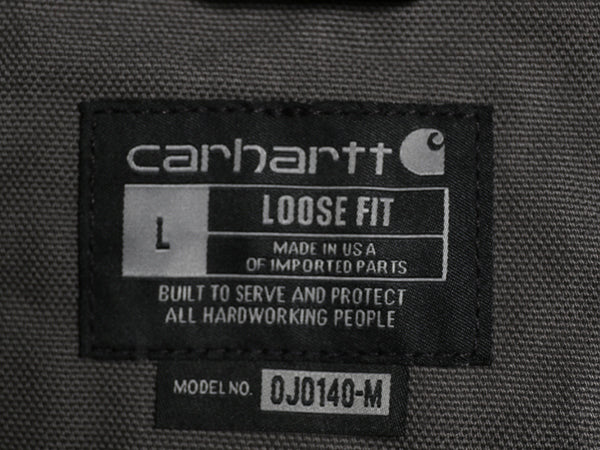 carhartt
L
LOOSE FIT
MADE IN USA
OF IMPORTED PARTS
BUILT TO SERVE AND PROTECT
ALL HARDWORKING PEOPLE
MODEL NO. 0J0140-M